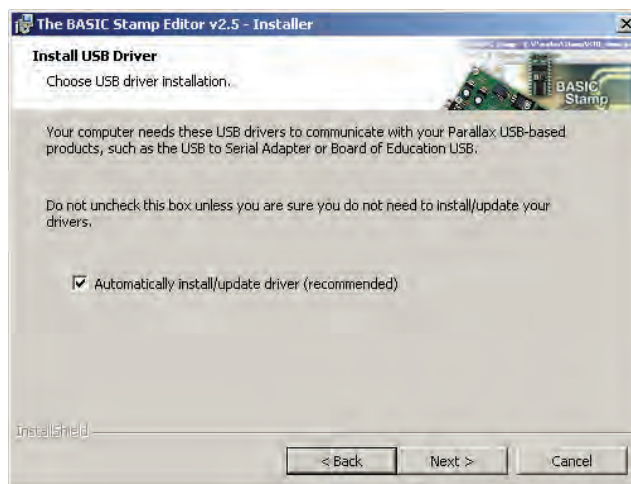 The BASIC Stamp Editor v2.5 - Installer
Install USB Driver
Choose USB driver installation.
BASIC
Stamp
Your computer needs these USB drivers to communicate with your Parallax USB-based
products, such as the USB to Serial Adapter or Board of Education USB.
Do not uncheck this box unless you are sure you do not need to install/update your
drivers.
Automatically install/update driver (recommended)
InstallShield
< Back
Next >
Cancel